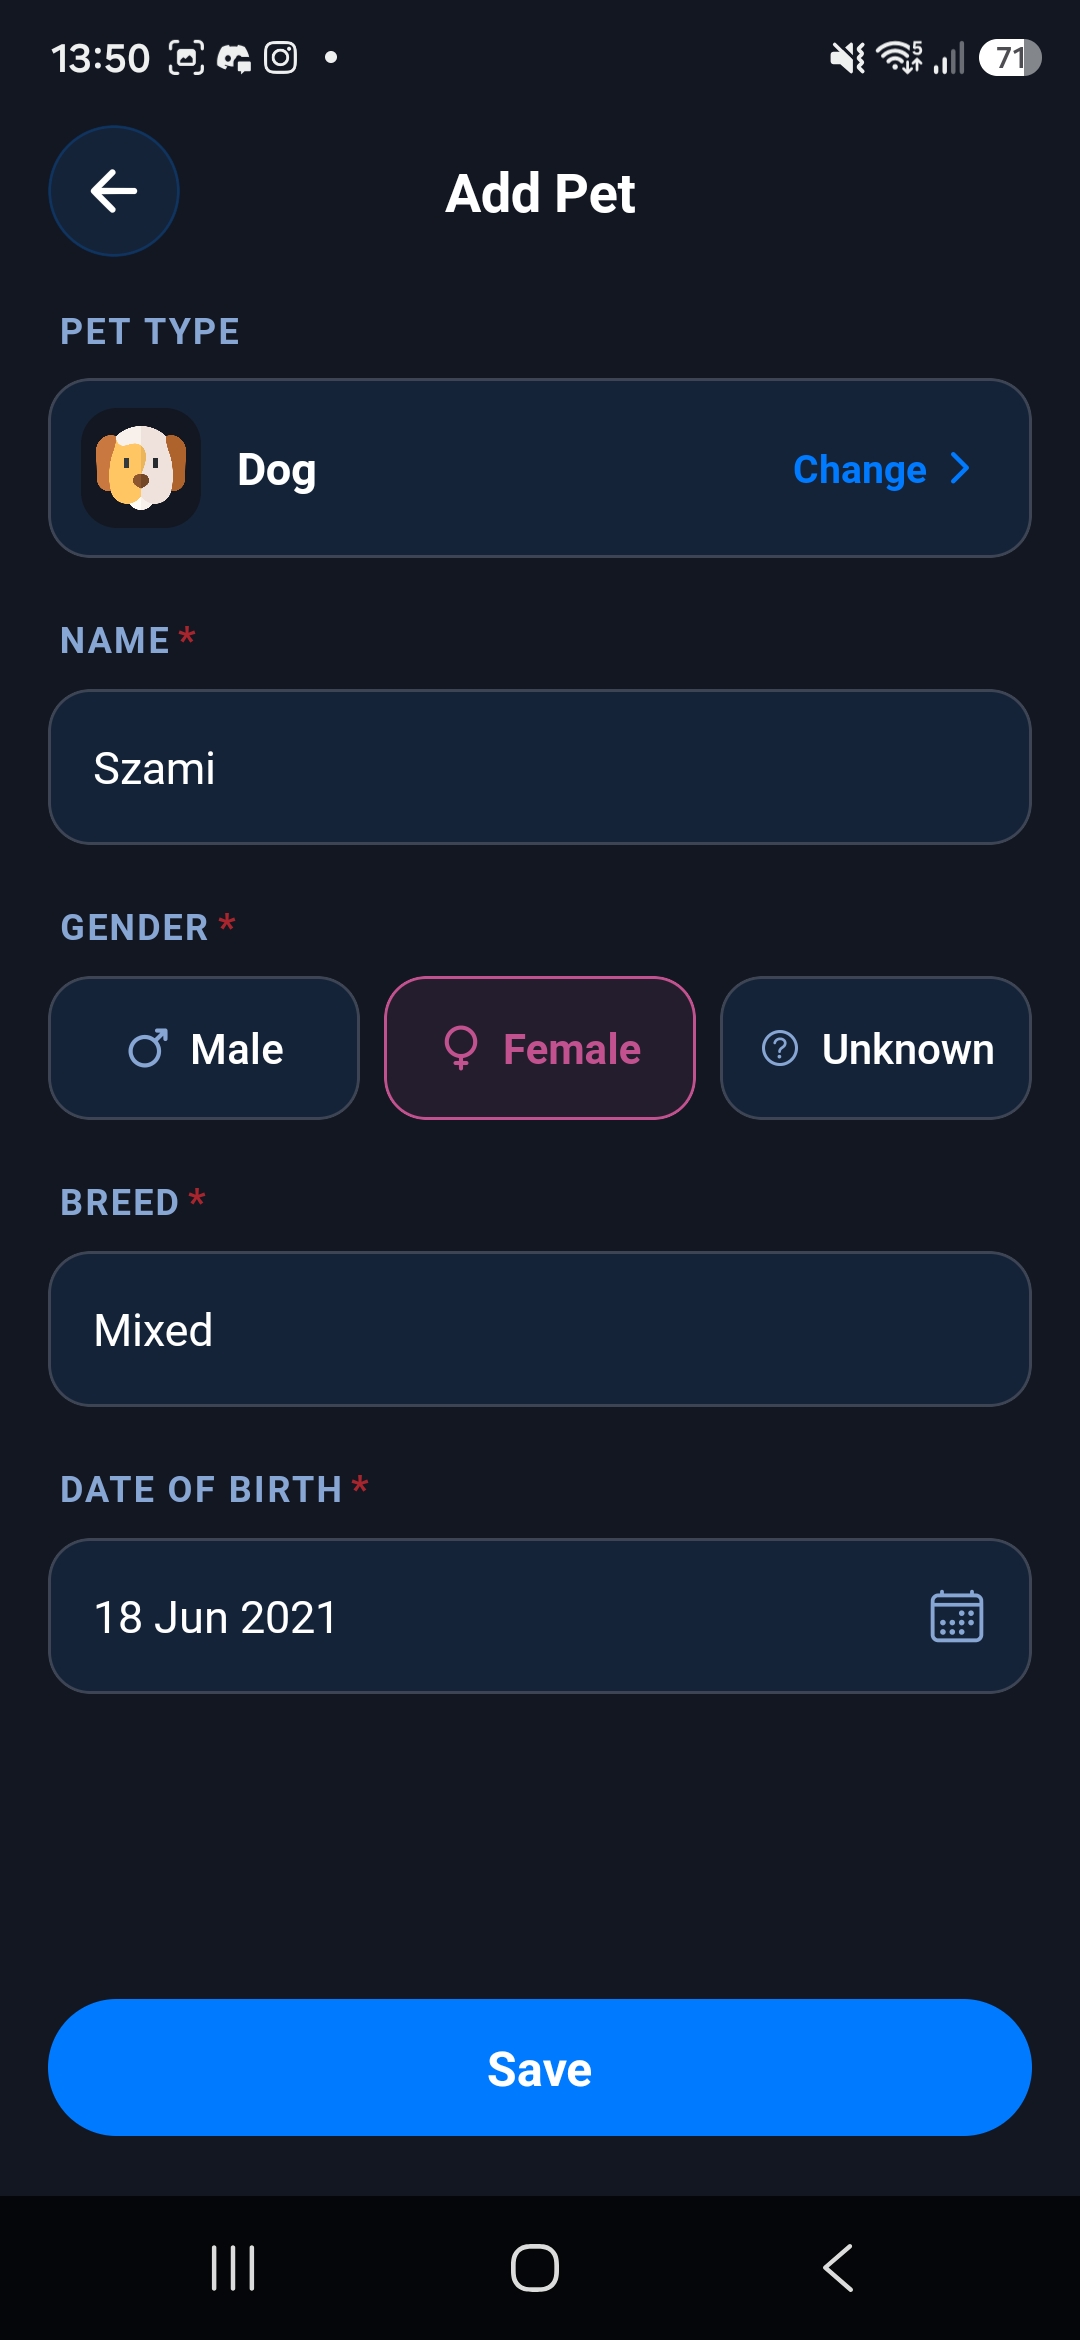 13:50 5 71
Add Pet
PET TYPE
Dog Change
NAME *
Szami
GENDER *
Male Female Unknown
BREED *
Mixed
DATE OF BIRTH *
18 Jun 2021
Save